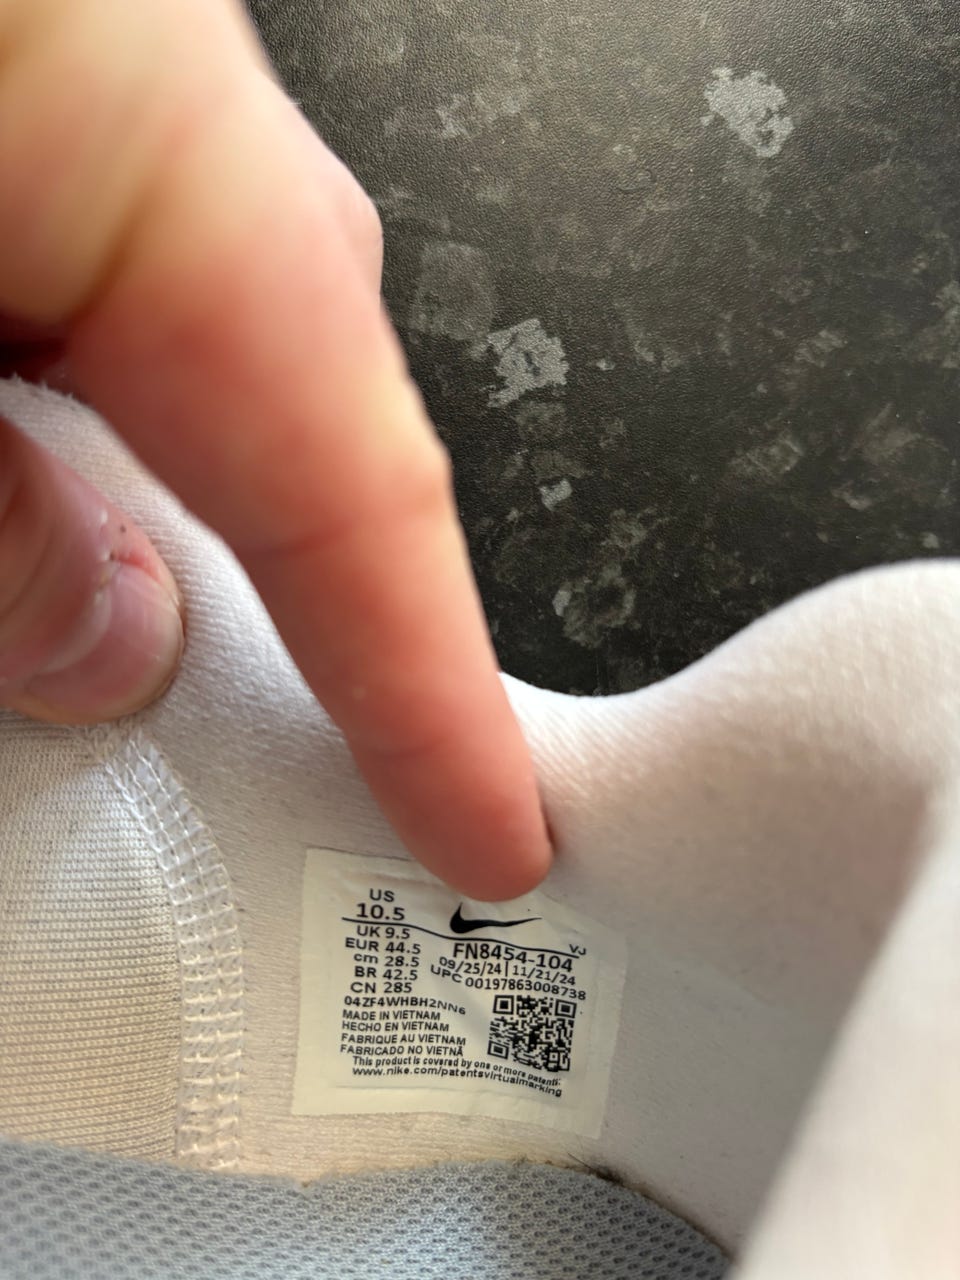 US
10.5
UK 9.5
EUR 44.5
cm 28.5
BR 42.5
CN 285
VJ
FN8454-104
09/25/24 | 11/21/24
UPC 00197863008738
04ZF4WHBH2NN6
MADE IN VIETNAM
HECHO EN VIETNAM
FABRIQUE AU VIETNAM
FABRICADO NO VIETNÃ
This product is covered by one or more patents:
www.nike.com/patentsvirtualmarking